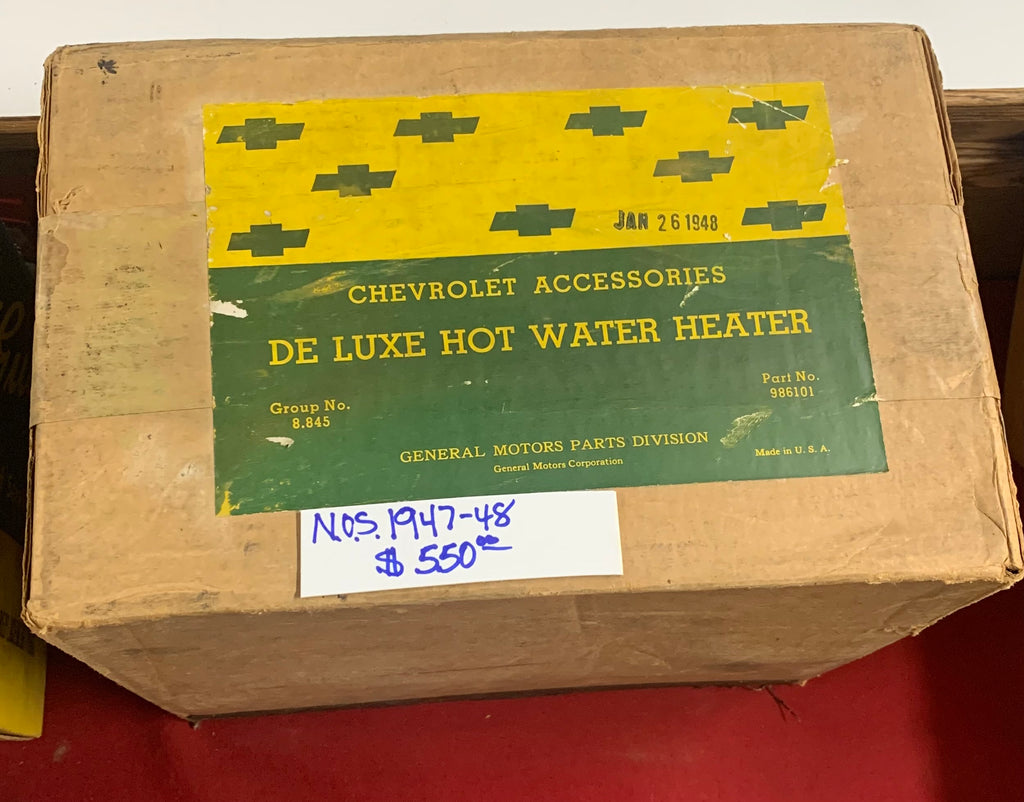 JAN 26 1948
CHEVROLET ACCESSORIES
DE LUXE HOT WATER HEATER
Group No.
8.845
Part No.
986101
GENERAL MOTORS PARTS DIVISION
General Motors Corporation
Made in U. S. A.
N.O.S. 1947-48
$ 550.00